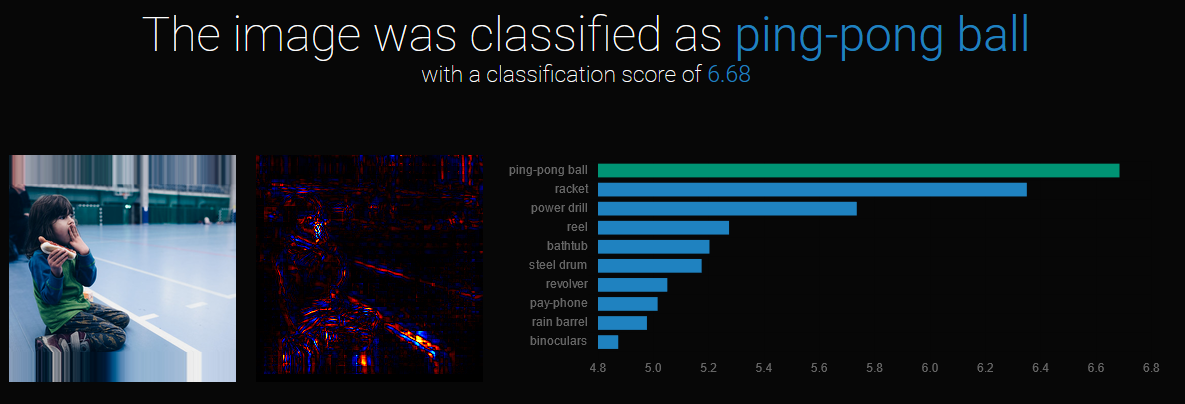 The image was classified as ping-pong ball
with a classification score of 6.68
ping-pong ball
racket
power drill
reel
bathtub
steel drum
revolver
pay-phone
rain barrel
binoculars
4.8 5.0 5.2 5.4 5.6 5.8 6.0 6.2 6.4 6.6 6.8